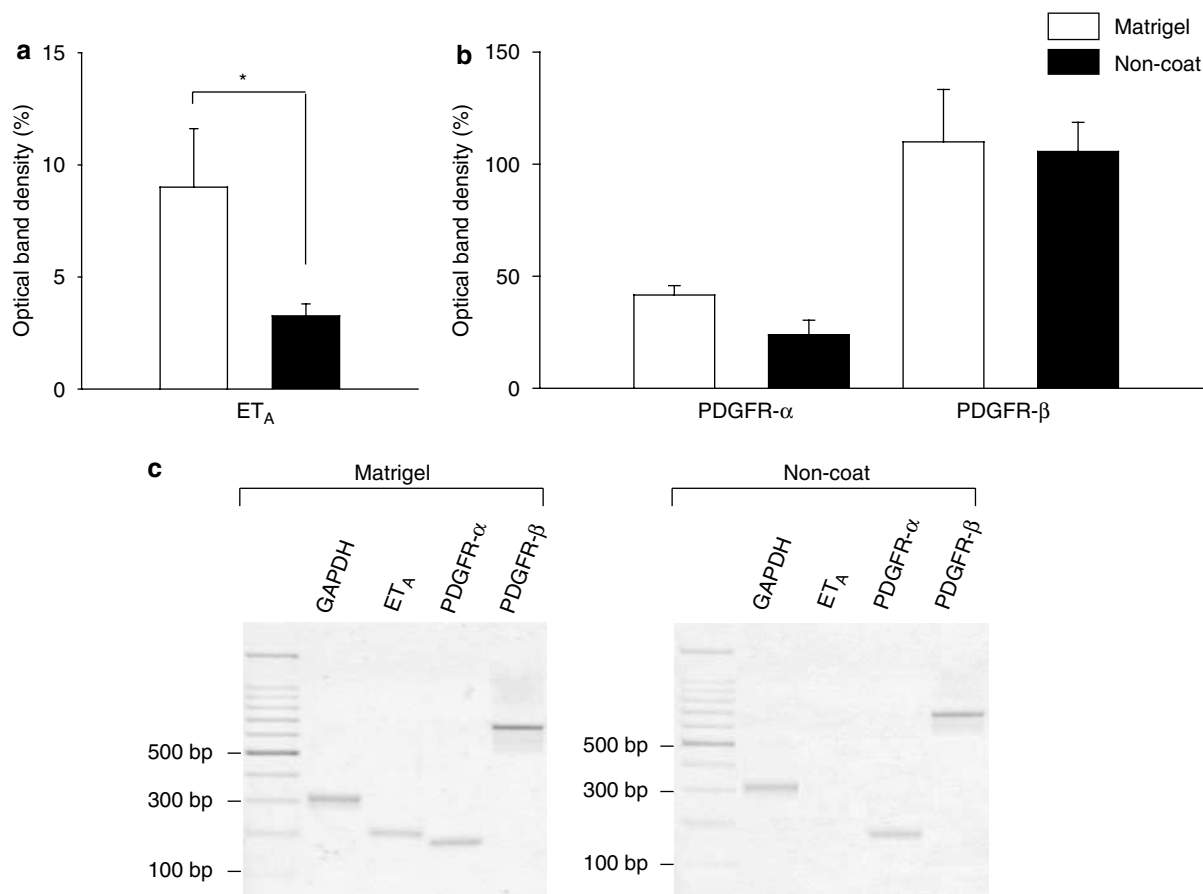 Matrigel
Non-coat
a
15
10
5
0
Optical band density (%)
*
ET_A
b
150
100
50
0
Optical band density (%)
PDGFR-α
PDGFR-β
c
Matrigel
GAPDH
ET_A
PDGFR-α
PDGFR-β
500 bp
300 bp
100 bp
Non-coat
GAPDH
ET_A
PDGFR-α
PDGFR-β
500 bp
300 bp
100 bp